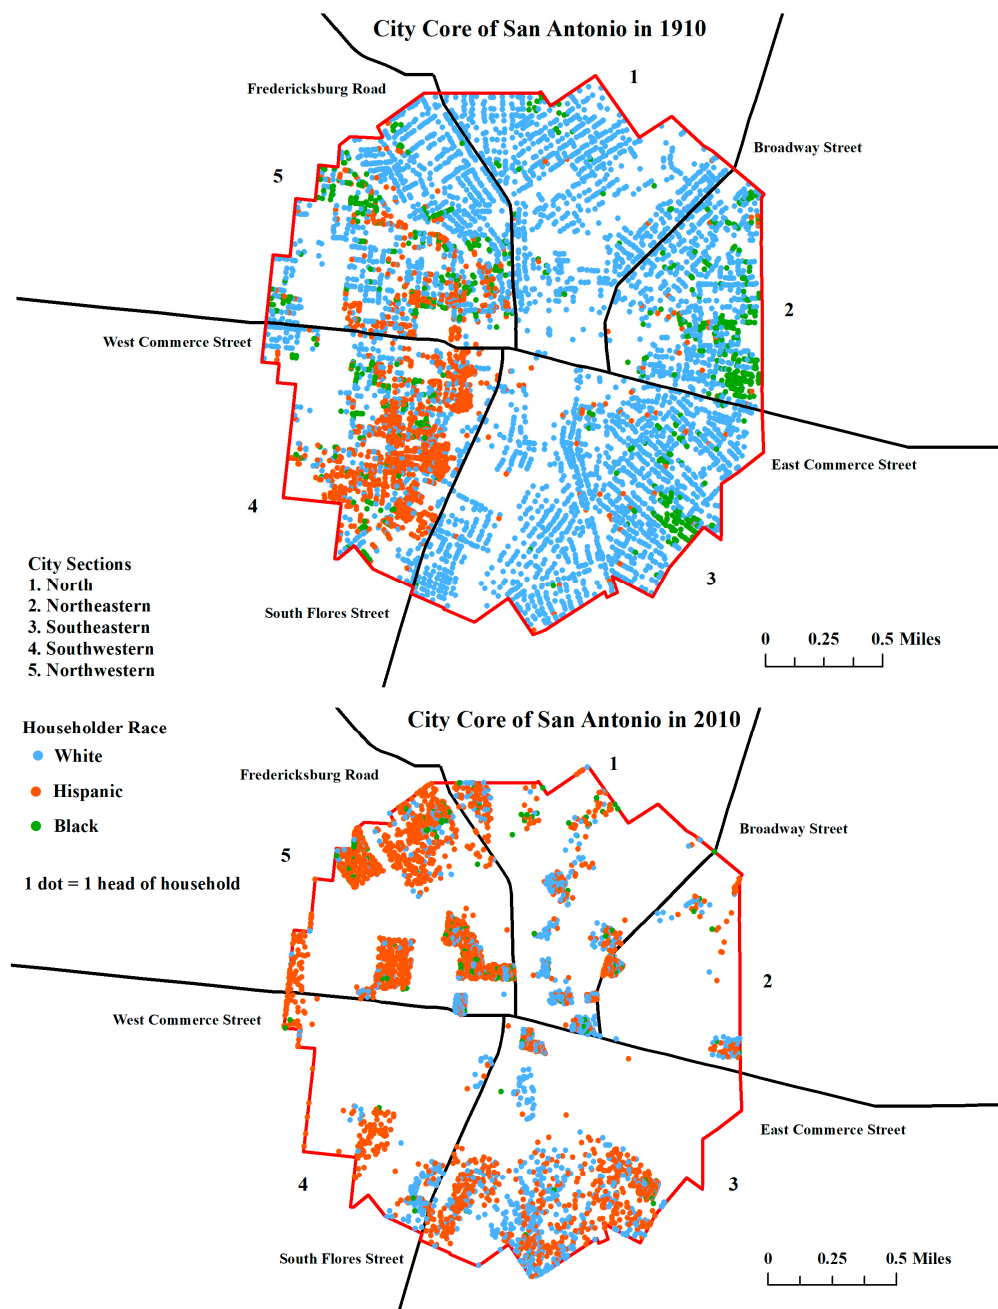 City Core of San Antonio in 1910
1
Fredericksburg Road
Broadway Street
5
2
West Commerce Street
East Commerce Street
4
3
City Sections
1. North
2. Northeastern
3. Southeastern
4. Southwestern
5. Northwestern
South Flores Street
0 0.25 0.5 Miles
City Core of San Antonio in 2010
Householder Race
White
Hispanic
Black
1 dot = 1 head of household
1
Fredericksburg Road
Broadway Street
5
2
West Commerce Street
East Commerce Street
4
3
South Flores Street
0 0.25 0.5 Miles